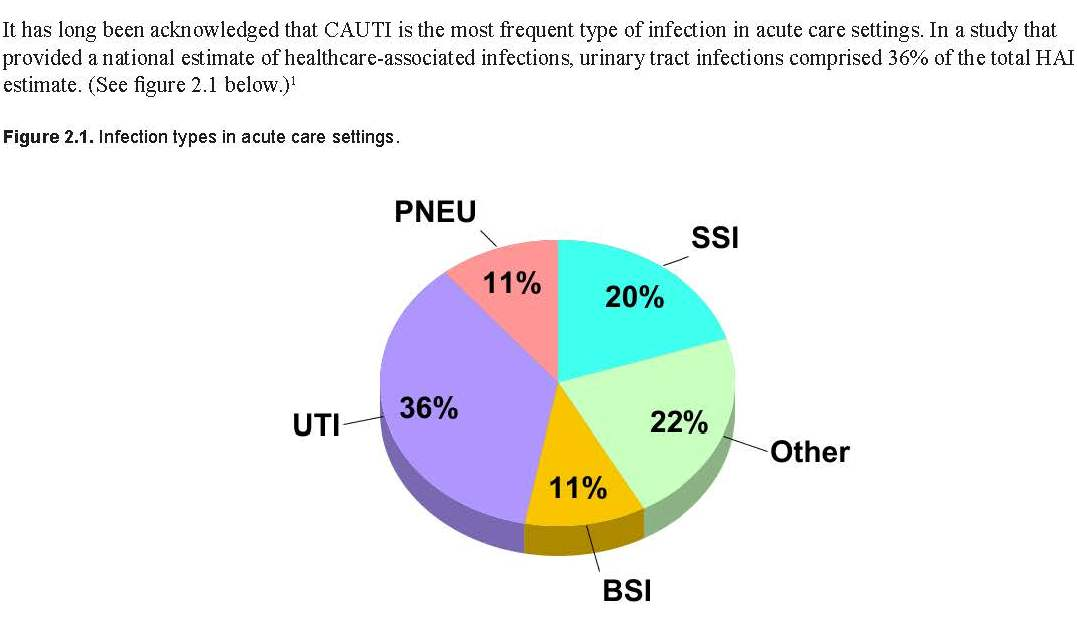 It has long been acknowledged that CAUTI is the most frequent type of infection in acute care settings. In a study that
provided a national estimate of healthcare-associated infections, urinary tract infections comprised 36% of the total HAI
estimate. (See figure 2.1 below.)¹
Figure 2.1. Infection types in acute care settings.
PNEU
SSI
11%
20%
36%
UTI
22%
Other
11%
BSI